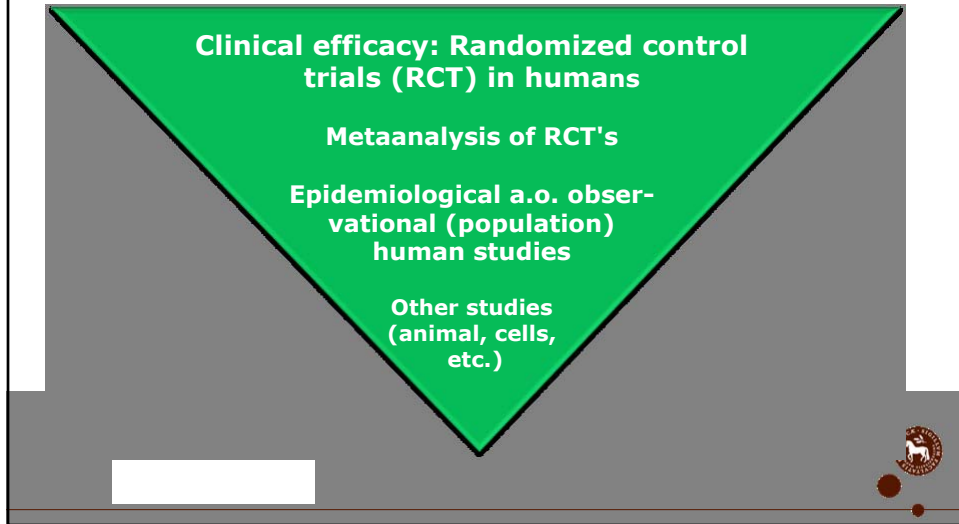 Clinical efficacy: Randomized control
trials (RCT) in humans
Metaanalysis of RCT's
Epidemiological a.o. obser-
vational (population)
human studies
Other studies
(animal, cells,
etc.)